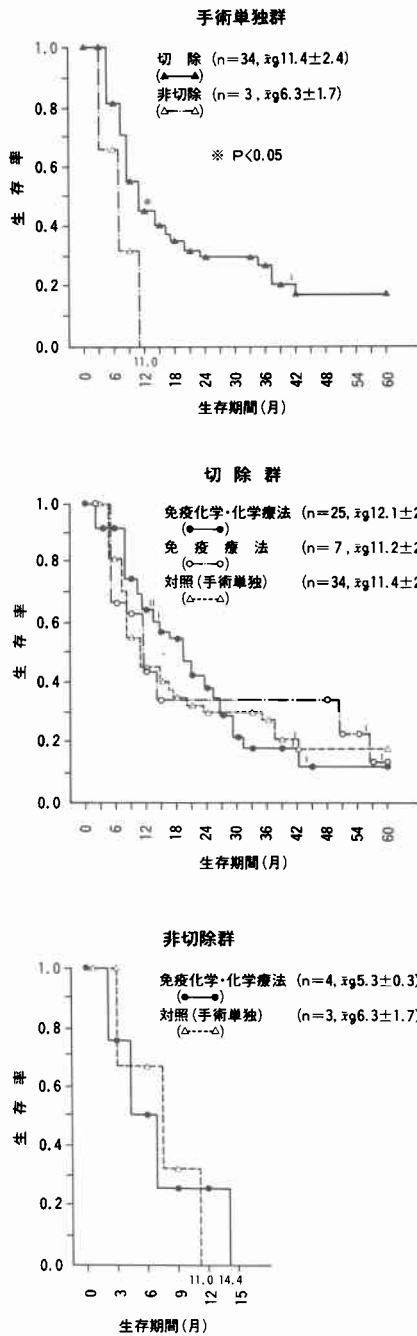 手術単独群
切 除 (n=34, x̄g11.4±2.4)
(▲—▲)
非切除 (n= 3 , x̄g6.3±1.7)
(△-·-△)
※ P<0.05
※
生 存 率
1.0
0.8
0.6
0.4
0.2
0.0
11.0
0 6 12 18 24 30 36 42 48 54 60
生存期間(月)
切 除 群
免疫化学・化学療法 (n=25, x̄g12.1±2
(●—●)
免 疫 療 法 (n= 7 , x̄g11.2±2
(○-·-○)
対照(手術単独) (n=34, x̄g11.4±2
(△----△)
生 存 率
1.0
0.8
0.6
0.4
0.2
0.0
0 6 12 18 24 30 36 42 48 54 60
生存期間(月)
非切除群
免疫化学・化学療法 (n=4, x̄g5.3±0.3)
(●—●)
対照(手術単独) (n=3, x̄g6.3±1.7)
(△----△)
生 存 率
1.0
0.8
0.6
0.4
0.2
0.0
11.0 14.4
0 3 6 9 12 15
生存期間(月)